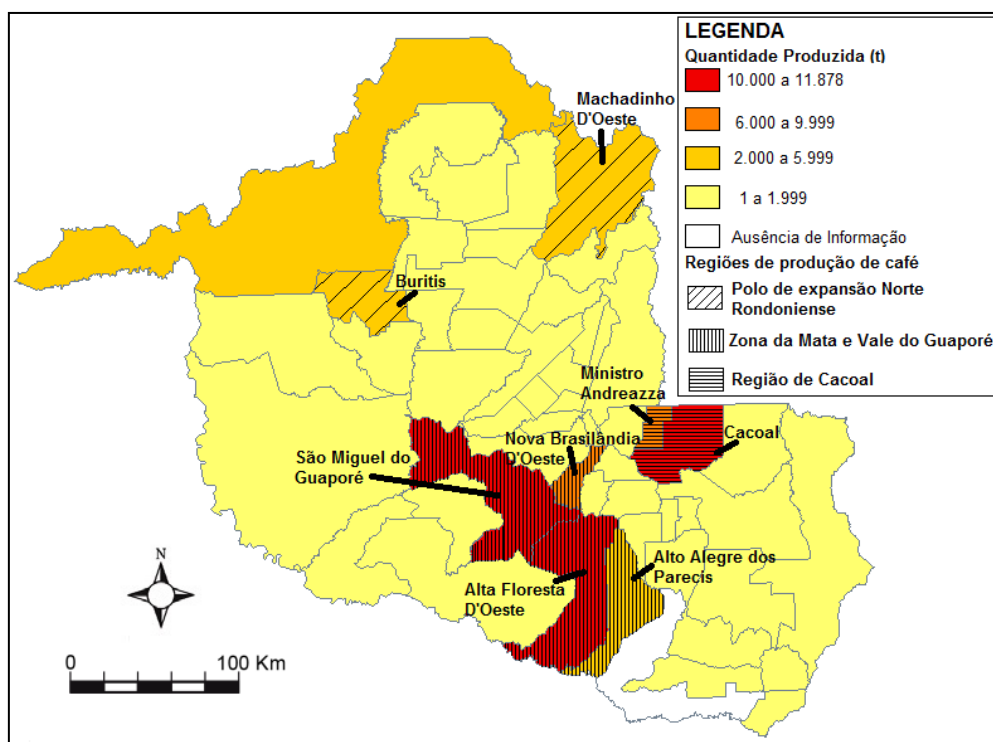 LEGENDA
Quantidade Produzida (t)
10.000 a 11.878
6.000 a 9.999
2.000 a 5.999
1 a 1.999
Ausência de Informação
Regiões de produção de café
Polo de expansão Norte
Rondoniense
Zona da Mata e Vale do Guaporé
Região de Cacoal
Machadinho
D'Oeste
Buritis
Ministro
Andreazza
Nova Brasilândia
D'Oeste
Cacoal
São Miguel do
Guaporé
Alto Alegre dos
Parecis
Alta Floresta
D'Oeste
N
0 100 Km